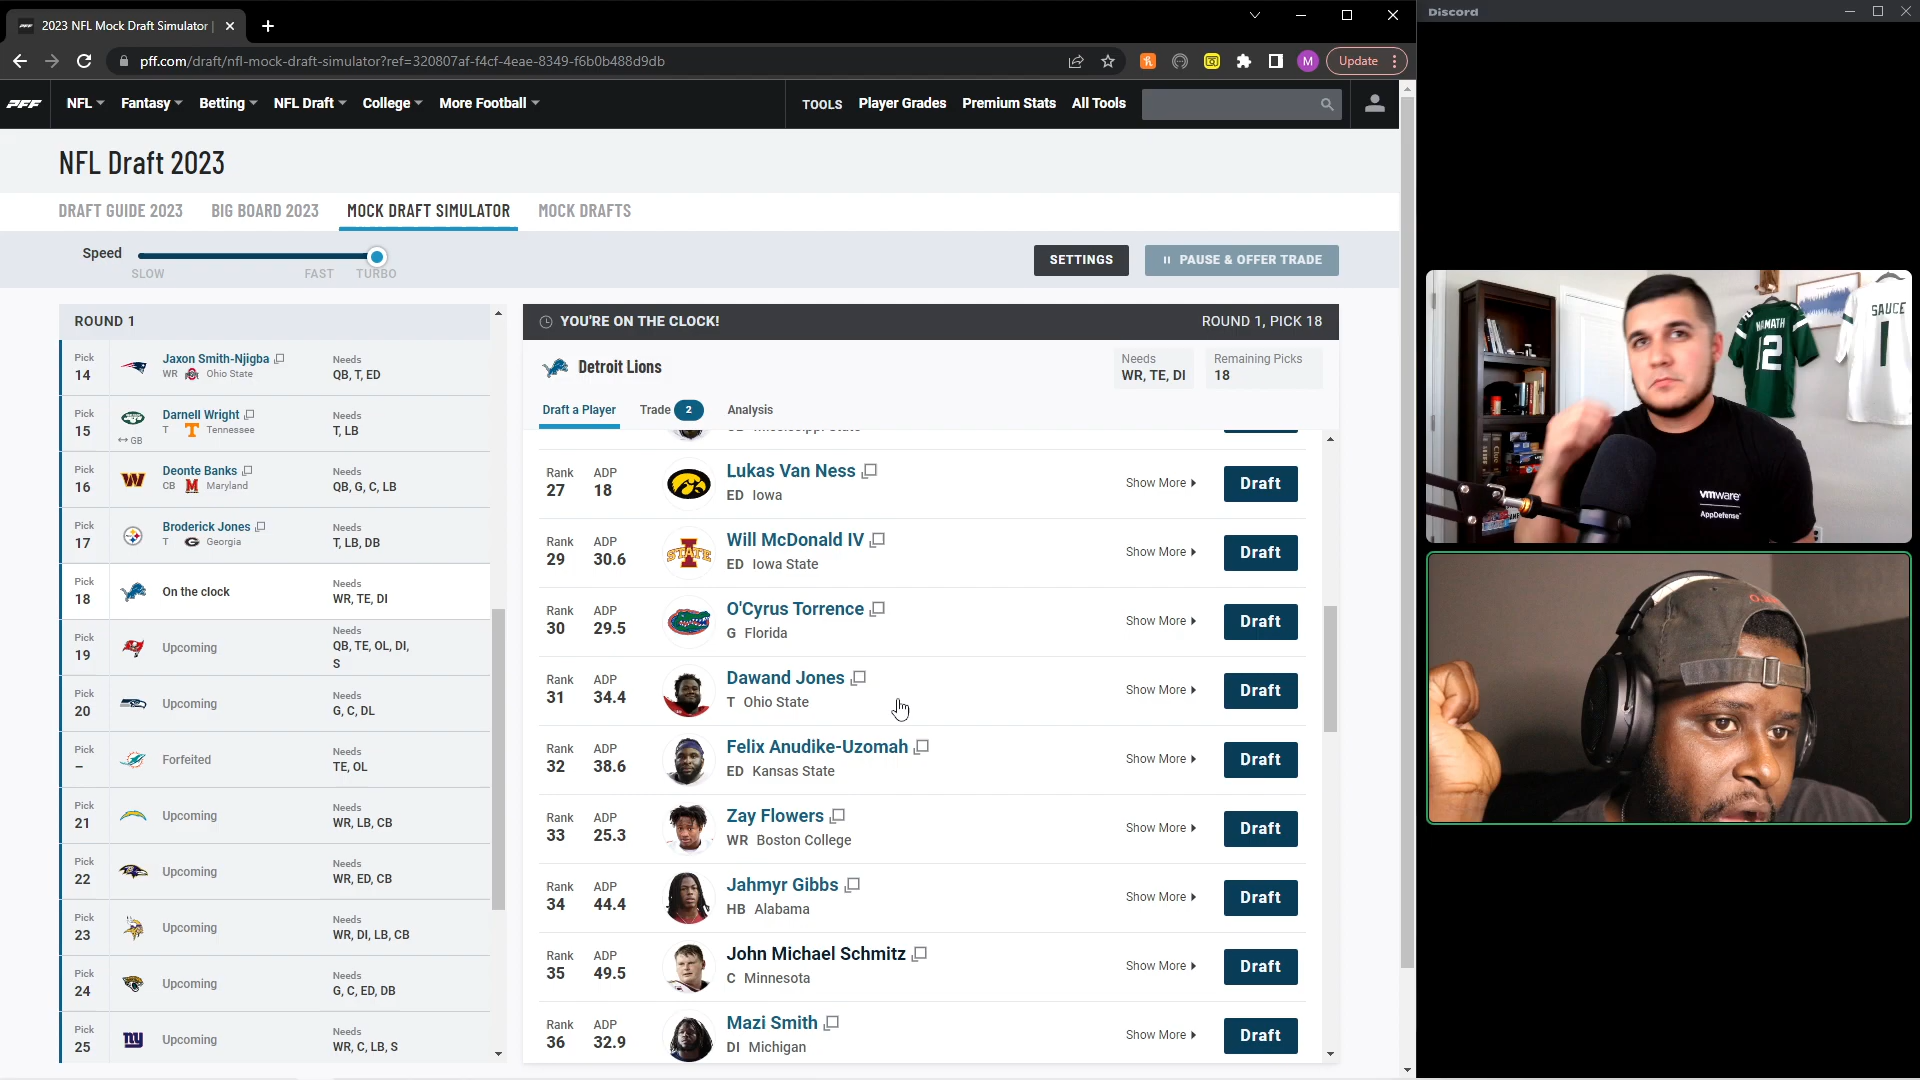 2023 NFL Mock Draft Simulator |
Discord
pff.com/draft/nfl-mock-draft-simulator?ref=320807af-f4cf-4eae-8349-f6b0b488d9db
M
Update
PFF
NFL
Fantasy
Betting
NFL Draft
College
More Football
TOOLS
Player Grades
Premium Stats
All Tools
NFL Draft 2023
DRAFT GUIDE 2023
BIG BOARD 2023
MOCK DRAFT SIMULATOR
MOCK DRAFTS
Speed
SLOW
FAST
TURBO
SETTINGS
PAUSE & OFFER TRADE
ROUND 1
Pick
14
Jaxon Smith-Njigba
WR Ohio State
Needs
QB, T, ED
Pick
15
GB
Darnell Wright
T Tennessee
Needs
T, LB
Pick
16
Deonte Banks
CB Maryland
Needs
QB, G, C, LB
Pick
17
Broderick Jones
T Georgia
Needs
T, LB, DB
Pick
18
On the clock
Needs
WR, TE, DI
Pick
19
Upcoming
Needs
QB, TE, OL, DI,
S
Pick
20
Upcoming
Needs
G, C, DL
Pick
–
Forfeited
Needs
TE, OL
Pick
21
Upcoming
Needs
WR, LB, CB
Pick
22
Upcoming
Needs
WR, ED, CB
Pick
23
Upcoming
Needs
WR, DI, LB, CB
Pick
24
Upcoming
Needs
G, C, ED, DB
Pick
25
Upcoming
Needs
WR, C, LB, S
YOU'RE ON THE CLOCK!
ROUND 1, PICK 18
Detroit Lions
Needs
WR, TE, DI
Remaining Picks
18
Draft a Player
Trade 2
Analysis
Rank ADP
27 18
Lukas Van Ness
ED Iowa
Show More
Draft
Rank ADP
29 30.6
STATE
Will McDonald IV
ED Iowa State
Show More
Draft
Rank ADP
30 29.5
O'Cyrus Torrence
G Florida
Show More
Draft
Rank ADP
31 34.4
Dawand Jones
T Ohio State
Show More
Draft
Rank ADP
32 38.6
Felix Anudike-Uzomah
ED Kansas State
Show More
Draft
Rank ADP
33 25.3
Zay Flowers
WR Boston College
Show More
Draft
Rank ADP
34 44.4
Jahmyr Gibbs
HB Alabama
Show More
Draft
Rank ADP
35 49.5
John Michael Schmitz
C Minnesota
Show More
Draft
Rank ADP
36 32.9
Mazi Smith
DI Michigan
Show More
Draft
NAMATH
12
SAUCE
1
vmware
AppDefense